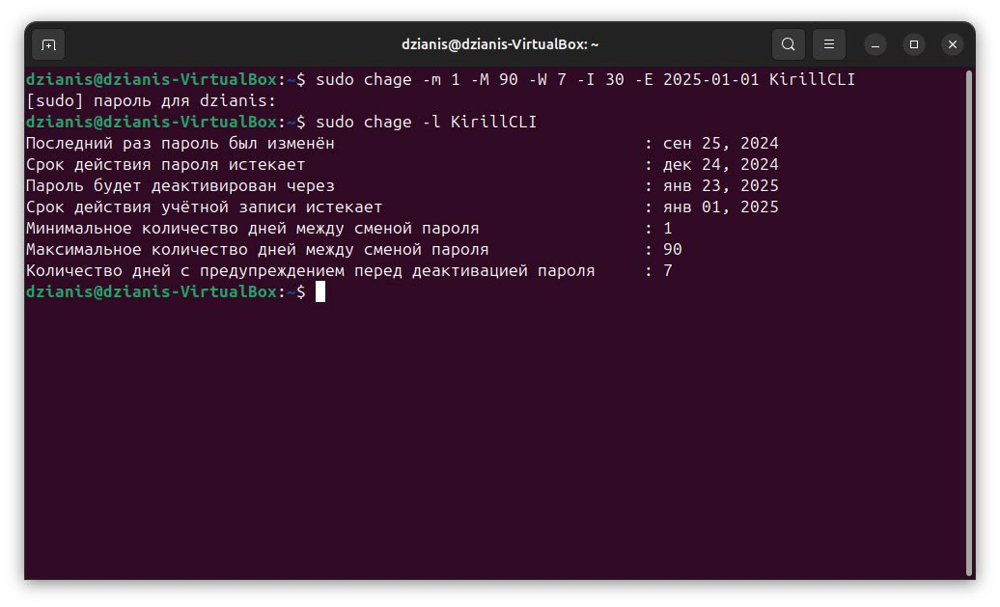 dzianis@dzianis-VirtualBox: ~
dzianis@dzianis-VirtualBox:~$ sudo chage -m 1 -M 90 -W 7 -I 30 -E 2025-01-01 KirillCLI
[sudo] пароль для dzianis:
dzianis@dzianis-VirtualBox:~$ sudo chage -l KirillCLI
Последний раз пароль был изменён : сен 25, 2024
Срок действия пароля истекает : дек 24, 2024
Пароль будет деактивирован через : янв 23, 2025
Срок действия учётной записи истекает : янв 01, 2025
Минимальное количество дней между сменой пароля : 1
Максимальное количество дней между сменой пароля : 90
Количество дней с предупреждением перед деактивацией пароля : 7
dzianis@dzianis-VirtualBox:~$